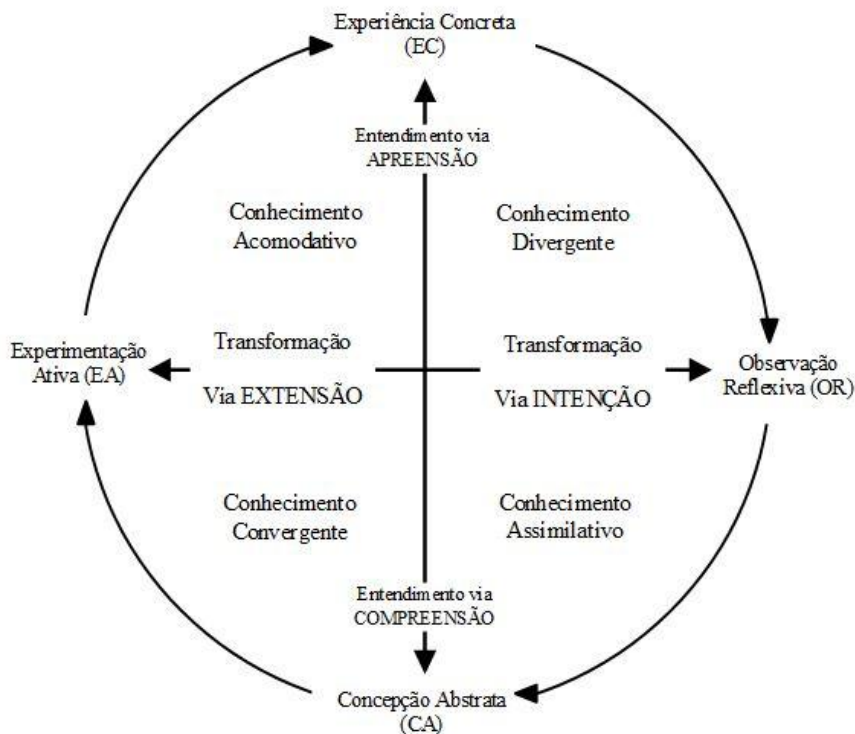 Experiência Concreta
(EC)
Entendimento via
APREENSÃO
Conhecimento
Acomodativo
Conhecimento
Divergente
Experimentação
Ativa (EA)
Transformação
Via EXTENSÃO
Transformação
Via INTENÇÃO
Observação
Reflexiva (OR)
Conhecimento
Convergente
Conhecimento
Assimilativo
Entendimento via
COMPREENSÃO
Concepção Abstrata
(CA)